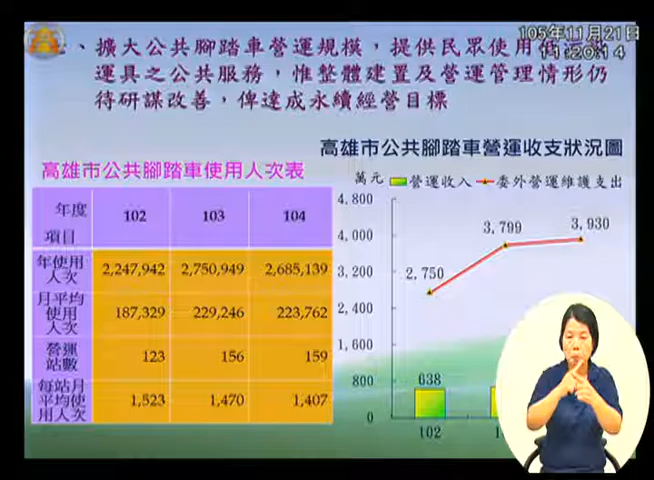 105年11月21日
11:20:14
、擴大公共腳踏車營運規模，提供民眾使用
運具之公共服務，惟整體建置及營運管理情形仍
待研謀改善，俾達成永續經營目標
高雄市公共腳踏車使用人次表
年度 102 103 104
項目
年使用人次 2,247,942 2,750,949 2,685,139
月平均使用人次 187,329 229,246 223,762
營運站數 123 156 159
每站月平均使用人次 1,523 1,470 1,407
高雄市公共腳踏車營運收支狀況圖
萬元 營運收入 委外營運維護支出
4,800
4,000
3,200
2,400
1,600
800
0
2,750 3,799 3,930
638
102